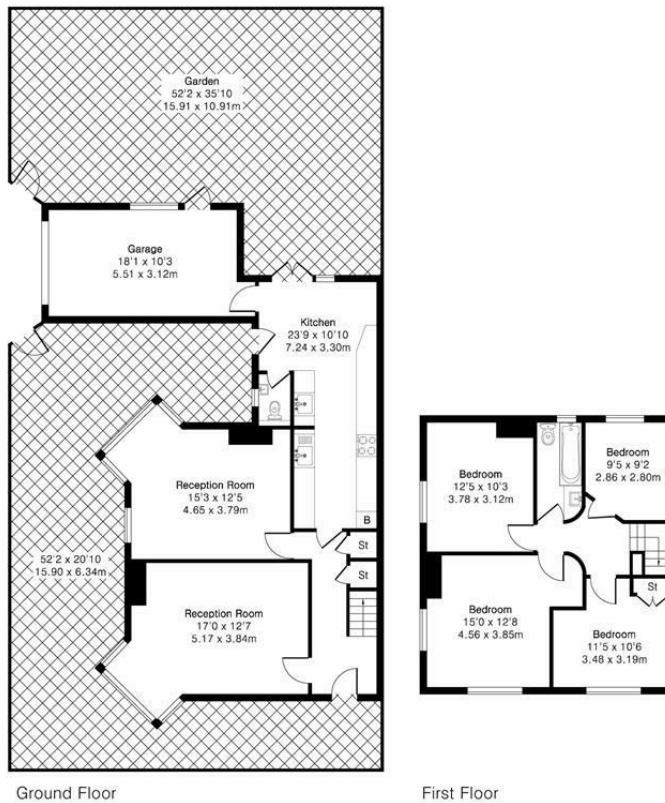 Garden
52'2 x 35'10
15.91 x 10.91m
Garage
18'1 x 10'3
5.51 x 3.12m
Kitchen
23'9 x 10'10
7.24 x 3.30m
Reception Room
15'3 x 12'5
4.65 x 3.79m
B
St
St
52'2 x 20'10
15.90 x 6.34m
Reception Room
17'0 x 12'7
5.17 x 3.84m
Ground Floor
Bedroom
12'5 x 10'3
3.78 x 3.12m
Bedroom
9'5 x 9'2
2.86 x 2.80m
St
Bedroom
15'0 x 12'8
4.56 x 3.85m
Bedroom
11'5 x 10'6
3.48 x 3.19m
First Floor